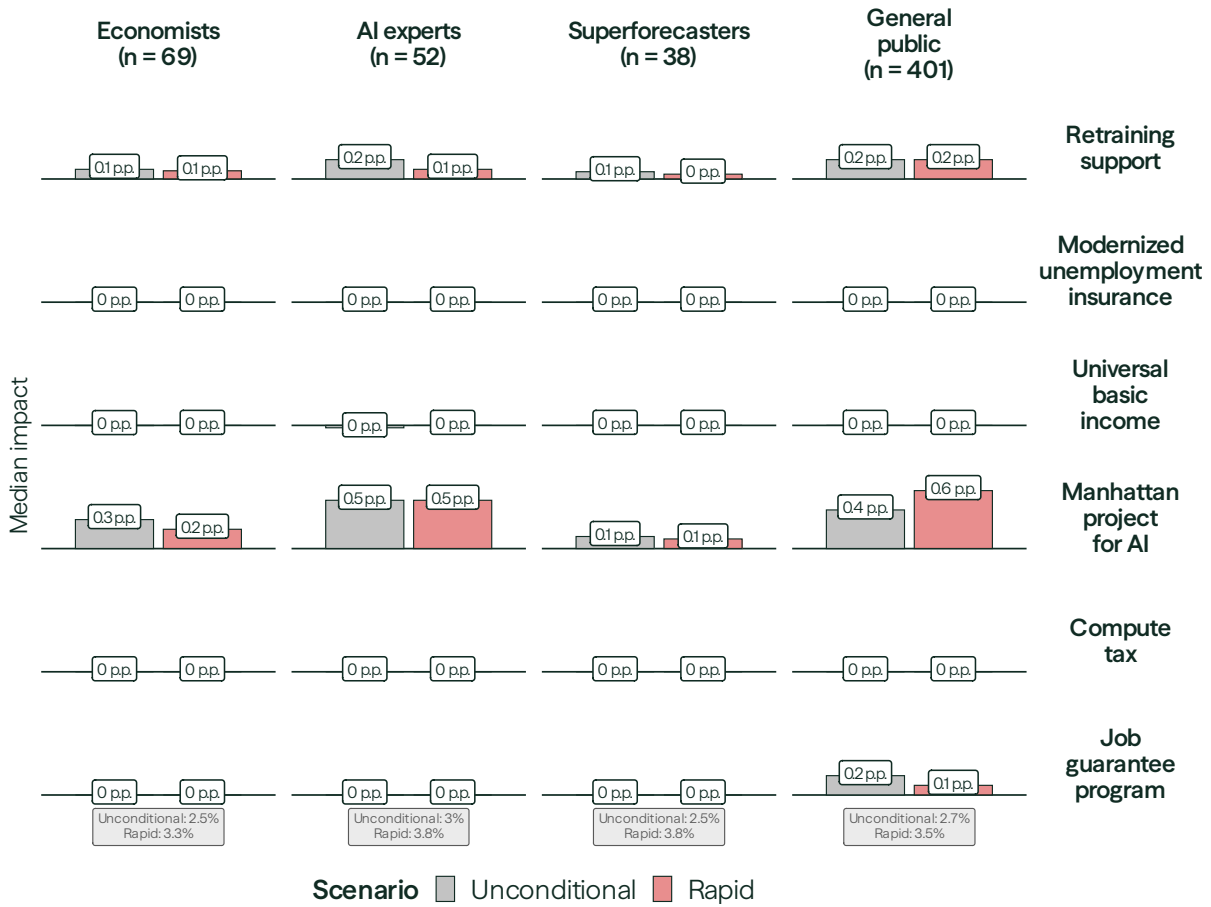 Economists
(n = 69)
AI experts
(n = 52)
Superforecasters
(n = 38)
General
public
(n = 401)
Median impact
0.1 p.p.
0.1 p.p.
0.2 p.p.
0.1 p.p.
0.1 p.p.
0 p.p.
0.2 p.p.
0.2 p.p.
Retraining
support
0 p.p.
0 p.p.
0 p.p.
0 p.p.
0 p.p.
0 p.p.
0 p.p.
0 p.p.
Modernized
unemployment
insurance
0 p.p.
0 p.p.
0 p.p.
0 p.p.
0 p.p.
0 p.p.
0 p.p.
0 p.p.
Universal
basic
income
0.3 p.p.
0.2 p.p.
0.5 p.p.
0.5 p.p.
0.1 p.p.
0.1 p.p.
0.4 p.p.
0.6 p.p.
Manhattan
project
for AI
0 p.p.
0 p.p.
0 p.p.
0 p.p.
0 p.p.
0 p.p.
0 p.p.
0 p.p.
Compute
tax
0 p.p.
0 p.p.
0 p.p.
0 p.p.
0 p.p.
0 p.p.
0.2 p.p.
0.1 p.p.
Job
guarantee
program
Unconditional: 2.5%
Rapid: 3.3%
Unconditional: 3%
Rapid: 3.8%
Unconditional: 2.5%
Rapid: 3.8%
Unconditional: 2.7%
Rapid: 3.5%
Scenario Unconditional Rapid